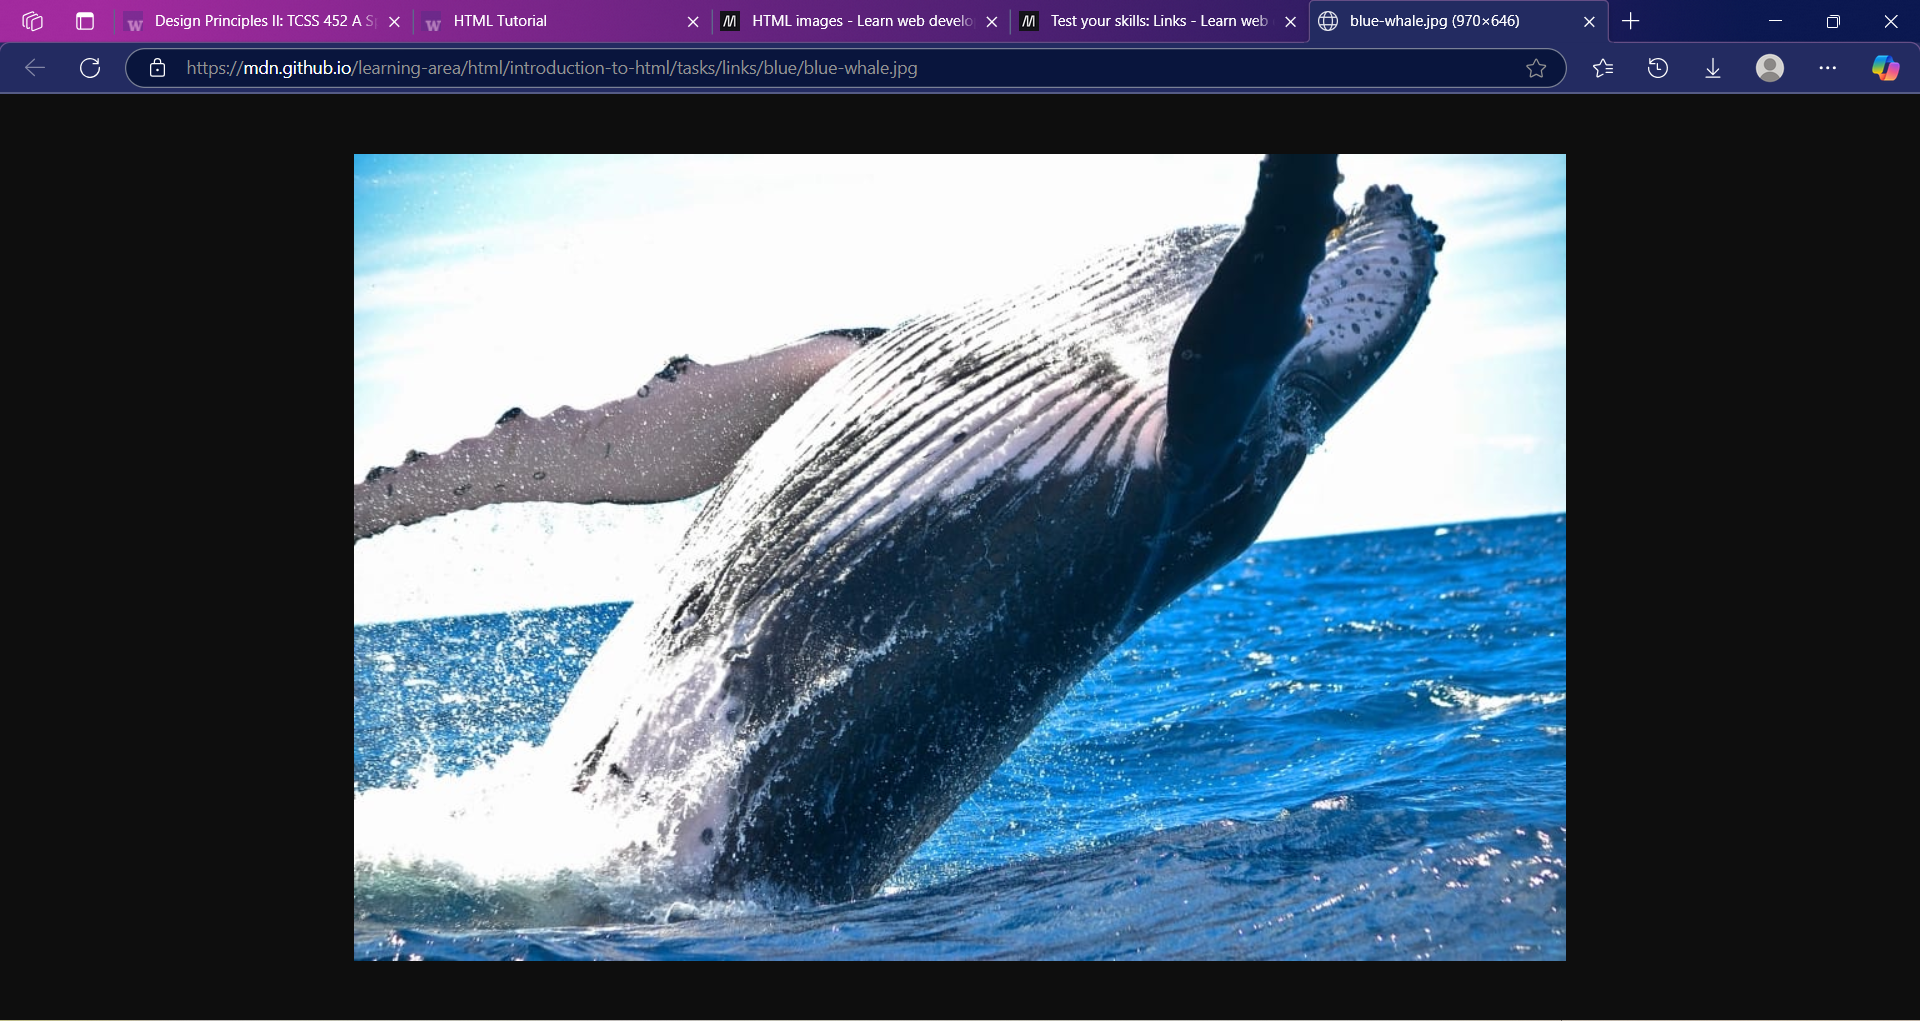 Design Principles II: TCSS 452 A S
HTML Tutorial
HTML images - Learn web develo
Test your skills: Links - Learn web
blue-whale.jpg (970×646)
https://mdn.github.io/learning-area/html/introduction-to-html/tasks/links/blue/blue-whale.jpg